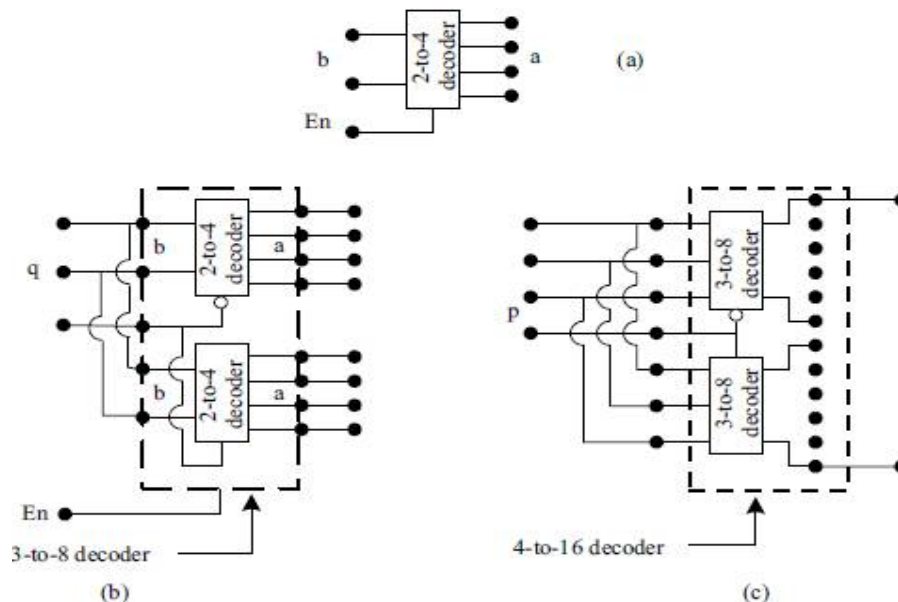 b
2-to-4
decoder
a
(a)
En
b
2-to-4
decoder
a
q
b
2-to-4
decoder
a
En
3-to-8 decoder
(b)
3-to-8
decoder
p
3-to-8
decoder
4-to-16 decoder
(c)